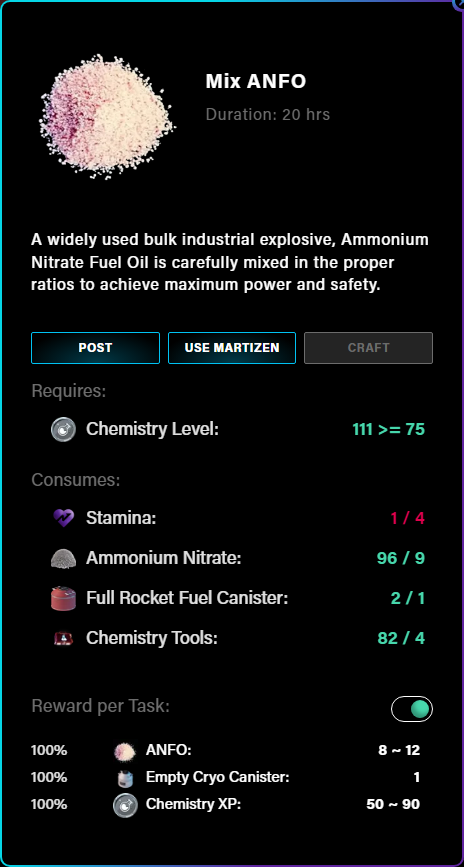 Mix ANFO
Duration: 20 hrs
A widely used bulk industrial explosive, Ammonium
Nitrate Fuel Oil is carefully mixed in the proper
ratios to achieve maximum power and safety.
POST USE MARTIZEN CRAFT
Requires:
Chemistry Level: 111 >= 75
Consumes:
Stamina: 1 / 4
Ammonium Nitrate: 96 / 9
Full Rocket Fuel Canister: 2 / 1
Chemistry Tools: 82 / 4
Reward per Task:
100% ANFO: 8 ~ 12
100% Empty Cryo Canister: 1
100% Chemistry XP: 50 ~ 90